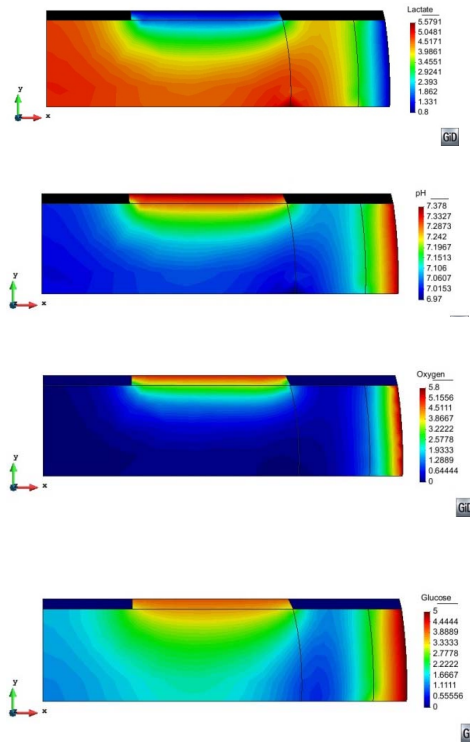 Lactate
5.5791
5.0481
4.5171
3.9861
3.4551
2.9241
2.393
1.862
1.331
0.8
y
x
GiD
pH
7.378
7.3327
7.2873
7.242
7.1967
7.1513
7.106
7.0607
7.0153
6.97
y
x
Oxygen
5.8
5.1556
4.5111
3.8667
3.2222
2.5778
1.9333
1.2889
0.64444
0
y
x
GiD
Glucose
5
4.4444
3.8889
3.3333
2.7778
2.2222
1.6667
1.1111
0.55556
0
y
x
G